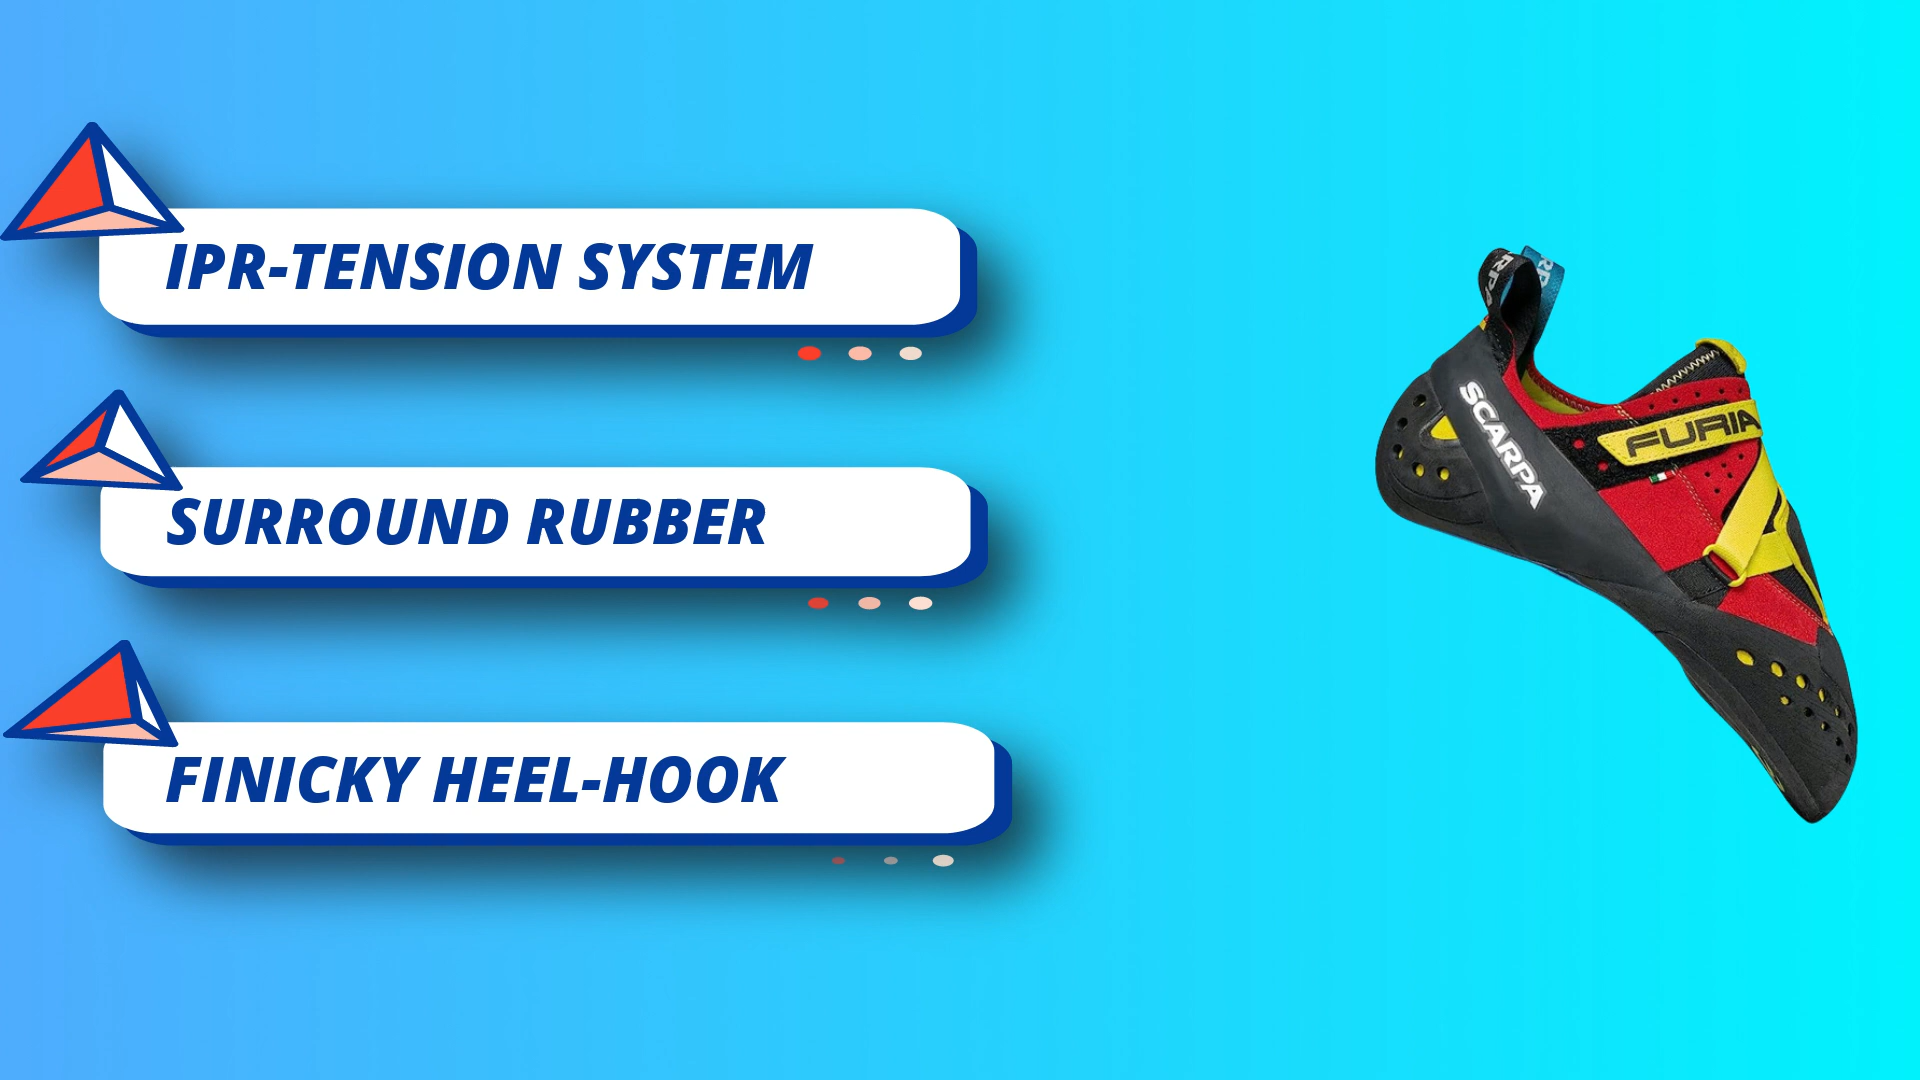 IPR-TENSION SYSTEM
SURROUND RUBBER
FINICKY HEEL-HOOK
SCARPA
FURIA